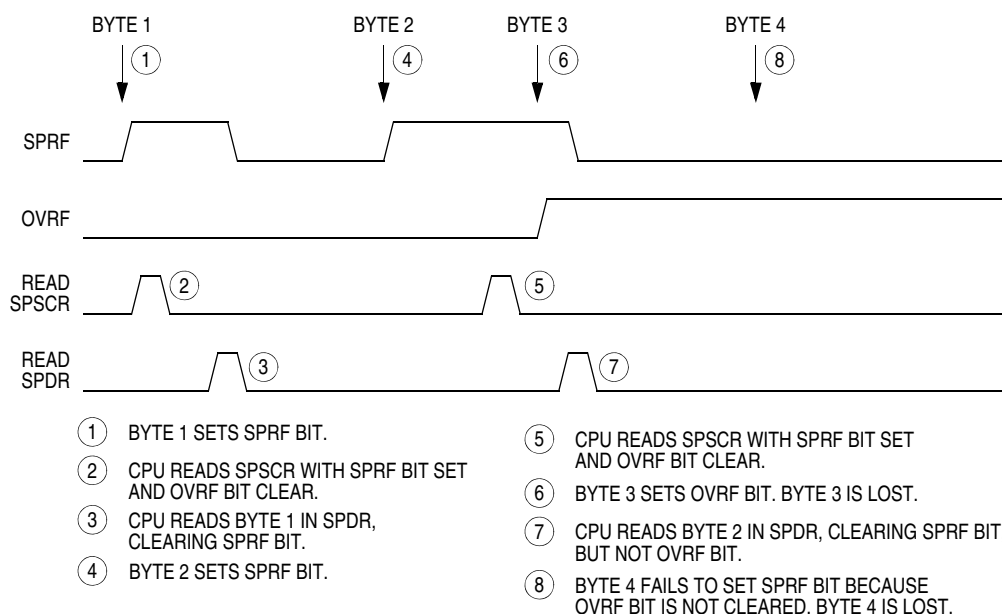 BYTE 1
BYTE 2
BYTE 3
BYTE 4
1
4
6
8
SPRF
OVRF
READ
SPSCR
2
5
READ
SPDR
3
7
1 BYTE 1 SETS SPRF BIT.
2 CPU READS SPSCR WITH SPRF BIT SET
AND OVRF BIT CLEAR.
3 CPU READS BYTE 1 IN SPDR,
CLEARING SPRF BIT.
4 BYTE 2 SETS SPRF BIT.
5 CPU READS SPSCR WITH SPRF BIT SET
AND OVRF BIT CLEAR.
6 BYTE 3 SETS OVRF BIT. BYTE 3 IS LOST.
7 CPU READS BYTE 2 IN SPDR, CLEARING SPRF BIT
BUT NOT OVRF BIT.
8 BYTE 4 FAILS TO SET SPRF BIT BECAUSE
OVRF BIT IS NOT CLEARED. BYTE 4 IS LOST.